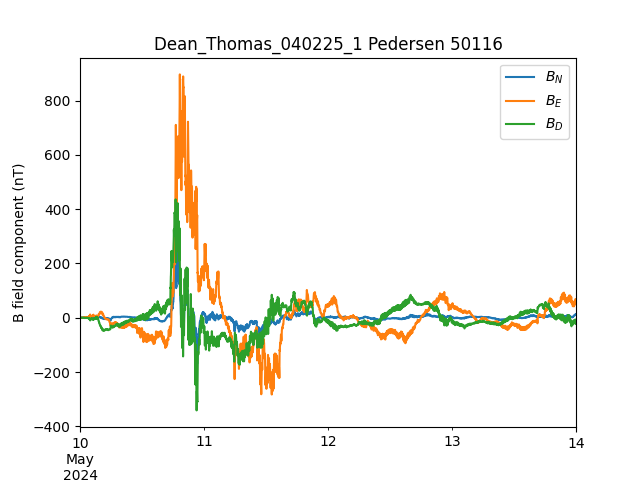 Dean_Thomas_040225_1 Pedersen 50116
B_N
B_E
B_D
B field component (nT)
800
600
400
200
0
−200
−400
10
11
12
13
14
May
2024